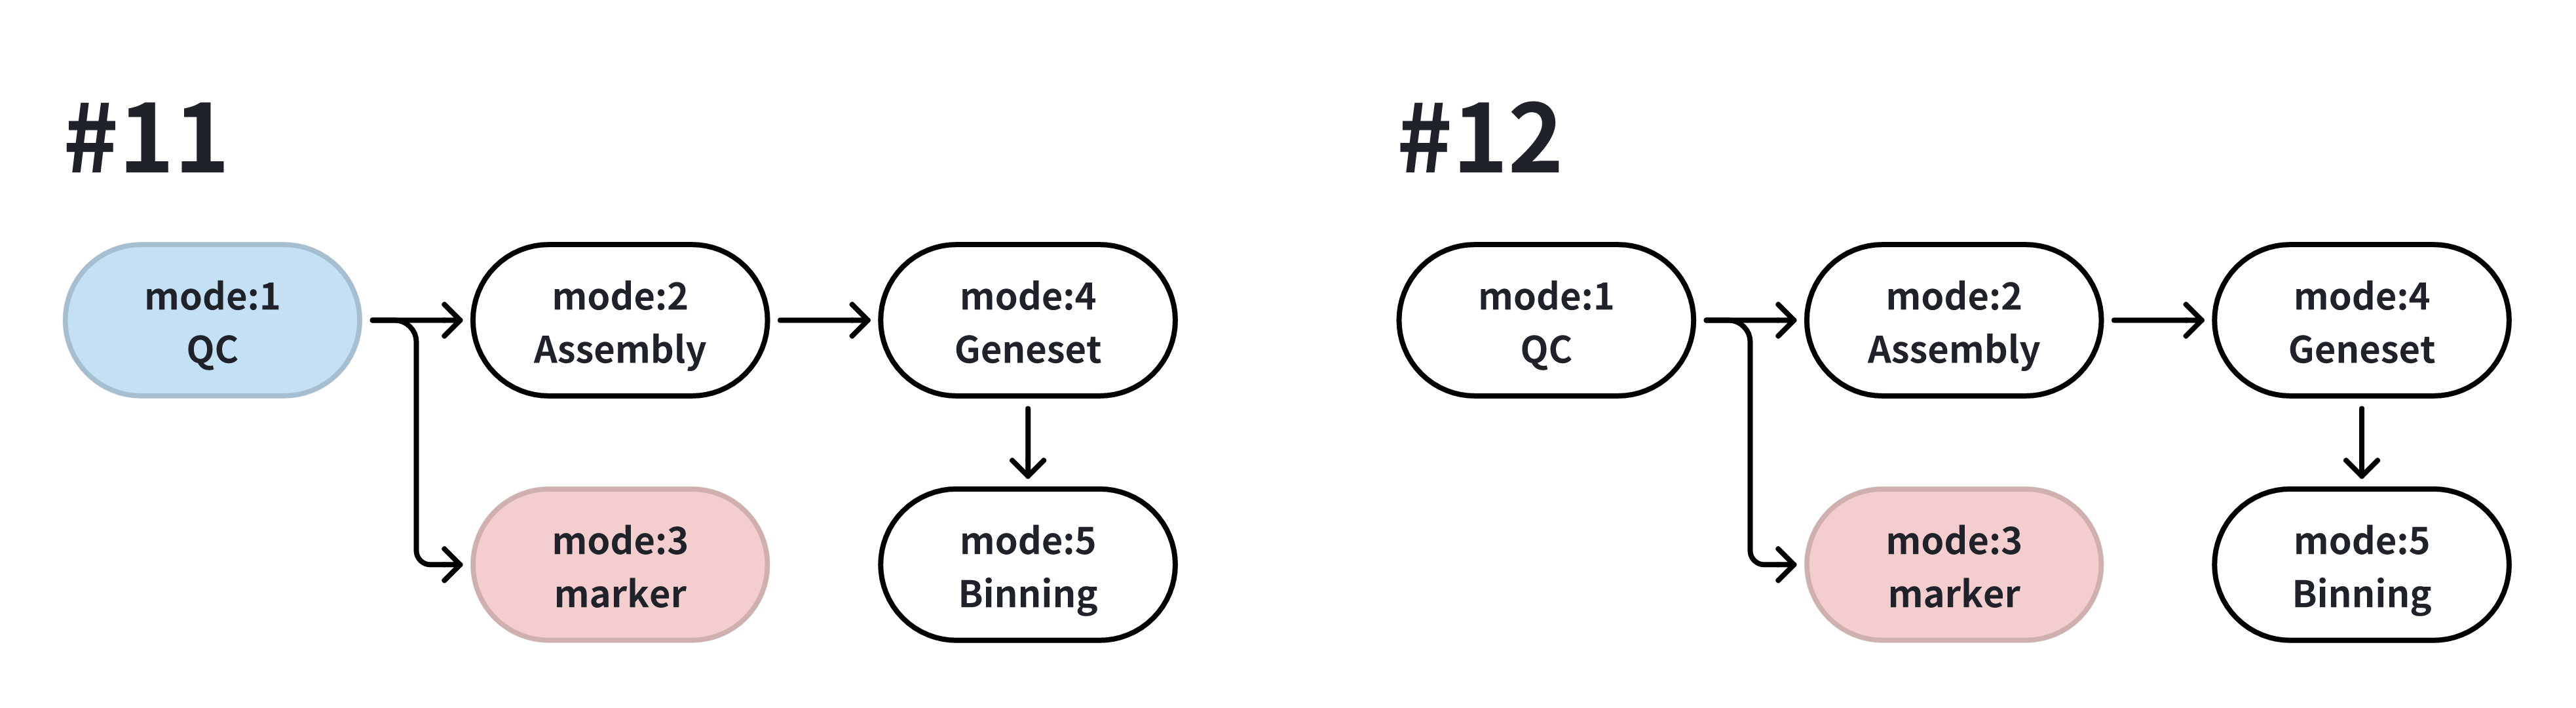 #11
mode:1
QC
mode:2
Assembly
mode:4
Geneset
mode:3
marker
mode:5
Binning
#12
mode:1
QC
mode:2
Assembly
mode:4
Geneset
mode:3
marker
mode:5
Binning